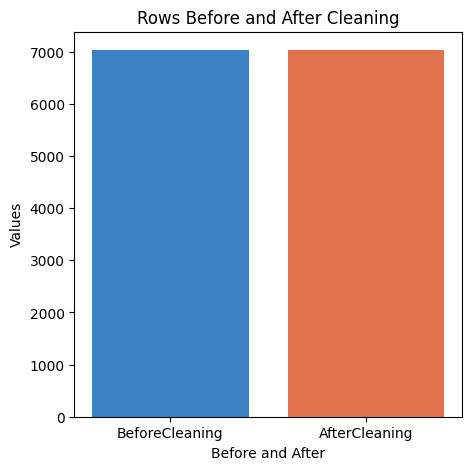 Rows Before and After Cleaning
7000
6000
5000
4000
3000
2000
1000
0
Values
BeforeCleaning
AfterCleaning
Before and After